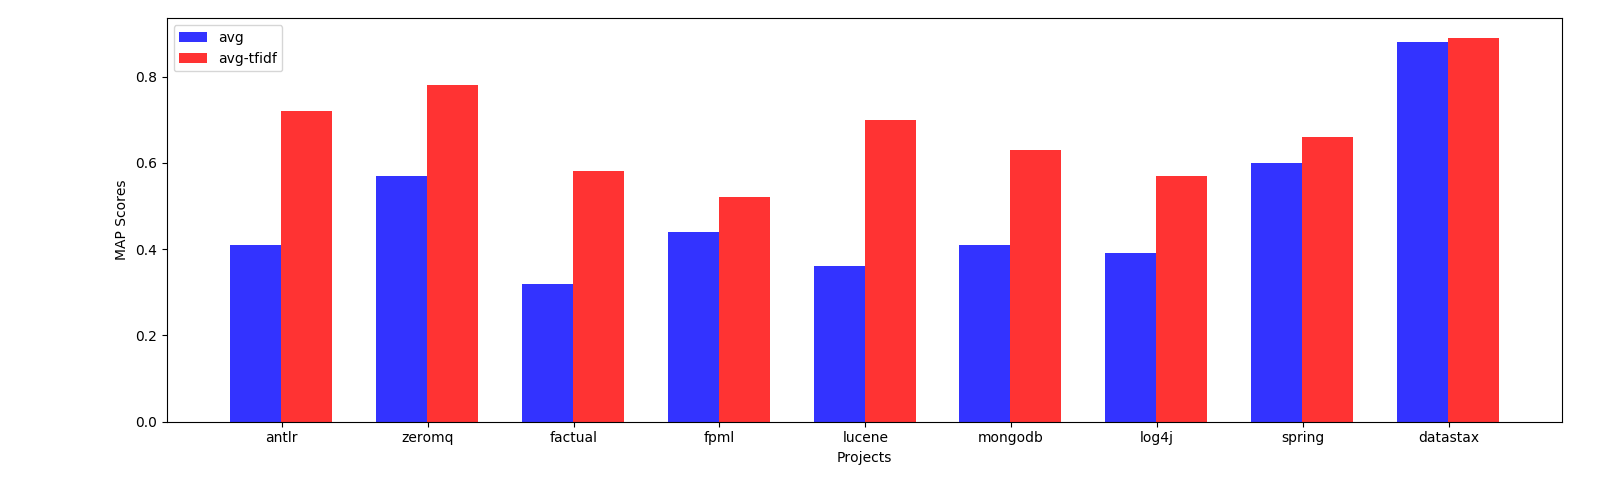 avg
avg-tfidf
MAP Scores
0.8
0.6
0.4
0.2
0.0
antlr zeromq factual fpml lucene mongodb log4j spring datastax
Projects